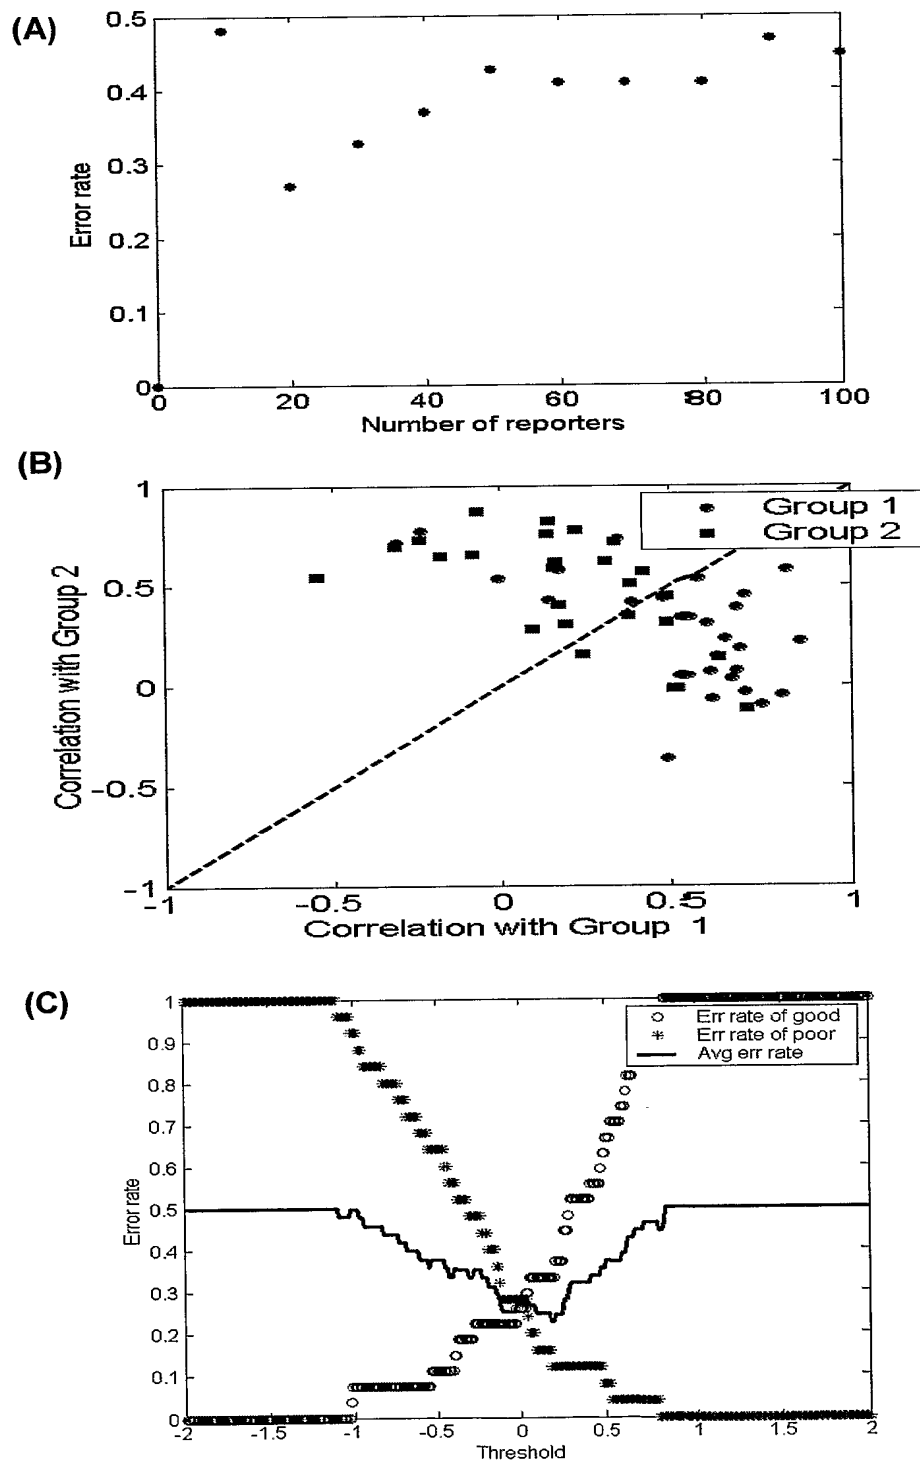 (A)
0.5
0.4
0.3
0.2
0.1
0
Error rate
0 20 40 60 80 100
Number of reporters
(B)
1
0.5
0
-0.5
-1
Correlation with Group 2
Group 1
Group 2
-1 -0.5 0 0.5 1
Correlation with Group 1
(C)
1
0.9
0.8
0.7
0.6
0.5
0.4
0.3
0.2
0.1
0
Error rate
Err rate of good
Err rate of poor
Avg err rate
-2 -1.5 -1 -0.5 0 0.5 1 1.5 2
Threshold